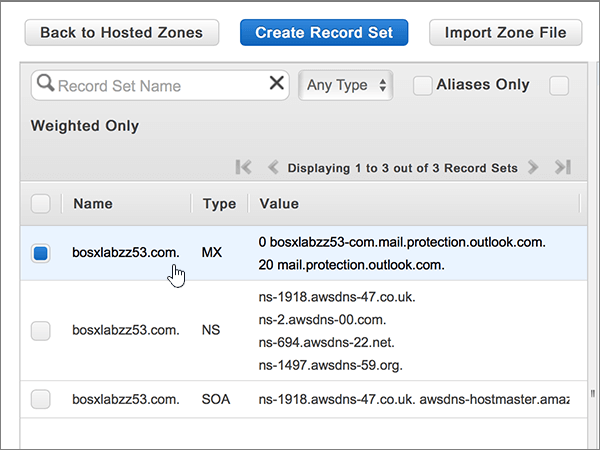 Back to Hosted Zones Create Record Set Import Zone File
Record Set Name Any Type Aliases Only
Weighted Only
Displaying 1 to 3 out of 3 Record Sets
Name Type Value
bosxlabzz53.com. MX 0 bosxlabzz53-com.mail.protection.outlook.com.
20 mail.protection.outlook.com.
ns-1918.awsdns-47.co.uk.
ns-2.awsdns-00.com.
bosxlabzz53.com. NS
ns-694.awsdns-22.net.
ns-1497.awsdns-59.org.
bosxlabzz53.com. SOA ns-1918.awsdns-47.co.uk. awsdns-hostmaster.amaz